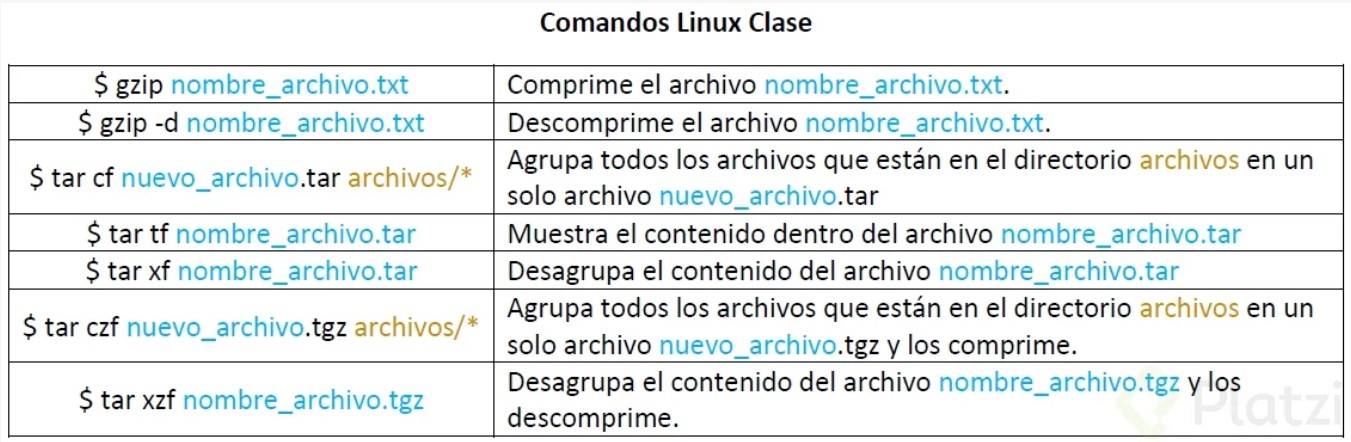 Comandos Linux Clase
$ gzip nombre_archivo.txt
Comprime el archivo nombre_archivo.txt.
$ gzip -d nombre_archivo.txt
Descomprime el archivo nombre_archivo.txt.
$ tar cf nuevo_archivo.tar archivos/*
Agrupa todos los archivos que están en el directorio archivos en un
solo archivo nuevo_archivo.tar
$ tar tf nombre_archivo.tar
Muestra el contenido dentro del archivo nombre_archivo.tar
$ tar xf nombre_archivo.tar
Desagrupa el contenido del archivo nombre_archivo.tar
$ tar czf nuevo_archivo.tgz archivos/*
Agrupa todos los archivos que están en el directorio archivos en un
solo archivo nuevo_archivo.tgz y los comprime.
$ tar xzf nombre_archivo.tgz
Desagrupa el contenido del archivo nombre_archivo.tgz y los
descomprime.
Platzi